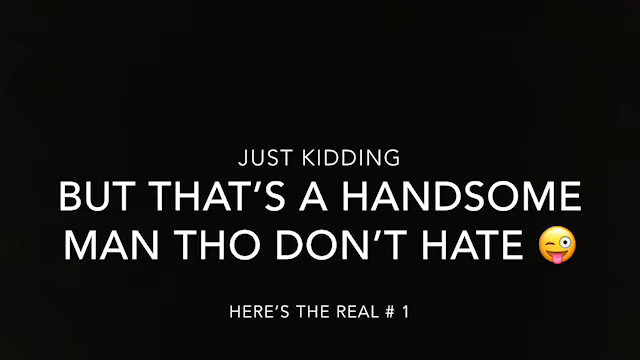 JUST KIDDING
BUT THAT’S A HANDSOME
MAN THO DON’T HATE 😜
HERE’S THE REAL # 1